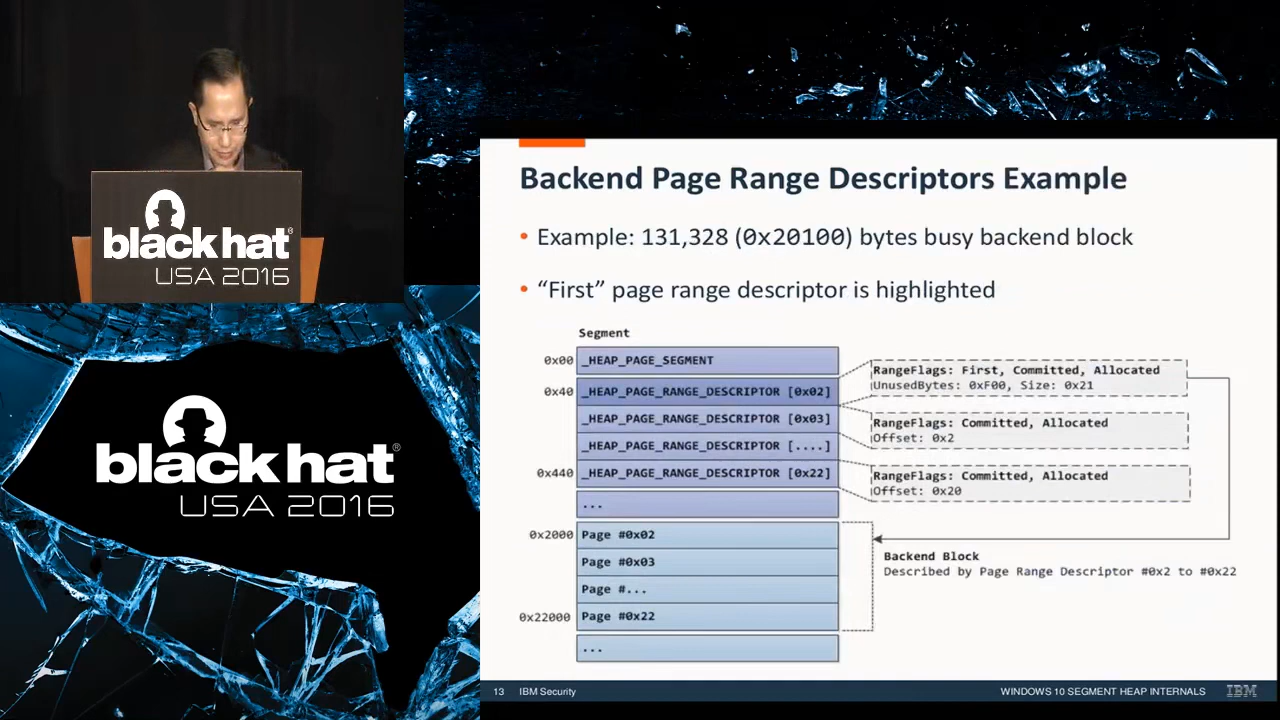 black hat®
USA 2016
black hat®
USA 2016
Backend Page Range Descriptors Example
• Example: 131,328 (0x20100) bytes busy backend block
• “First” page range descriptor is highlighted
Segment
0x00 _HEAP_PAGE_SEGMENT
0x40 _HEAP_PAGE_RANGE_DESCRIPTOR [0x02]
_HEAP_PAGE_RANGE_DESCRIPTOR [0x03]
_HEAP_PAGE_RANGE_DESCRIPTOR [....]
0x440 _HEAP_PAGE_RANGE_DESCRIPTOR [0x22]
...
0x2000 Page #0x02
Page #0x03
Page #...
0x22000 Page #0x22
...
RangeFlags: First, Committed, Allocated
UnusedBytes: 0xF00, Size: 0x21
RangeFlags: Committed, Allocated
Offset: 0x2
RangeFlags: Committed, Allocated
Offset: 0x20
Backend Block
Described by Page Range Descriptor #0x2 to #0x22
13 IBM Security
WINDOWS 10 SEGMENT HEAP INTERNALS IBM